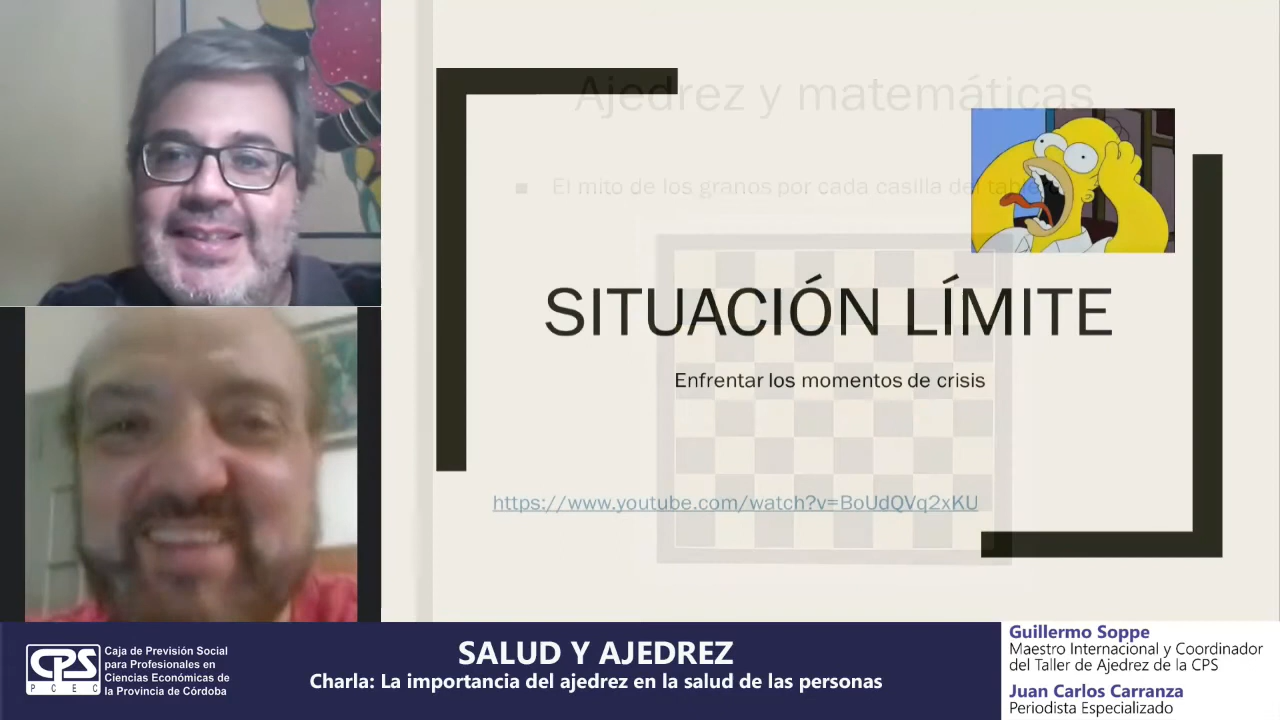 Ajedrez y matemáticas
El mito de los granos por cada casilla del
SITUACIÓN LÍMITE
Enfrentar los momentos de crisis
https://www.youtube.com/watch?v=BoUdQVq2xKU
CPS
PCEC
Caja de Previsión Social
para Profesionales en
Ciencias Económicas de
la Provincia de Córdoba
SALUD Y AJEDREZ
Charla: La importancia del ajedrez en la salud de las personas
Guillermo Soppe
Maestro Internacional y Coordinador
del Taller de Ajedrez de la CPS
Juan Carlos Carranza
Periodista Especializado